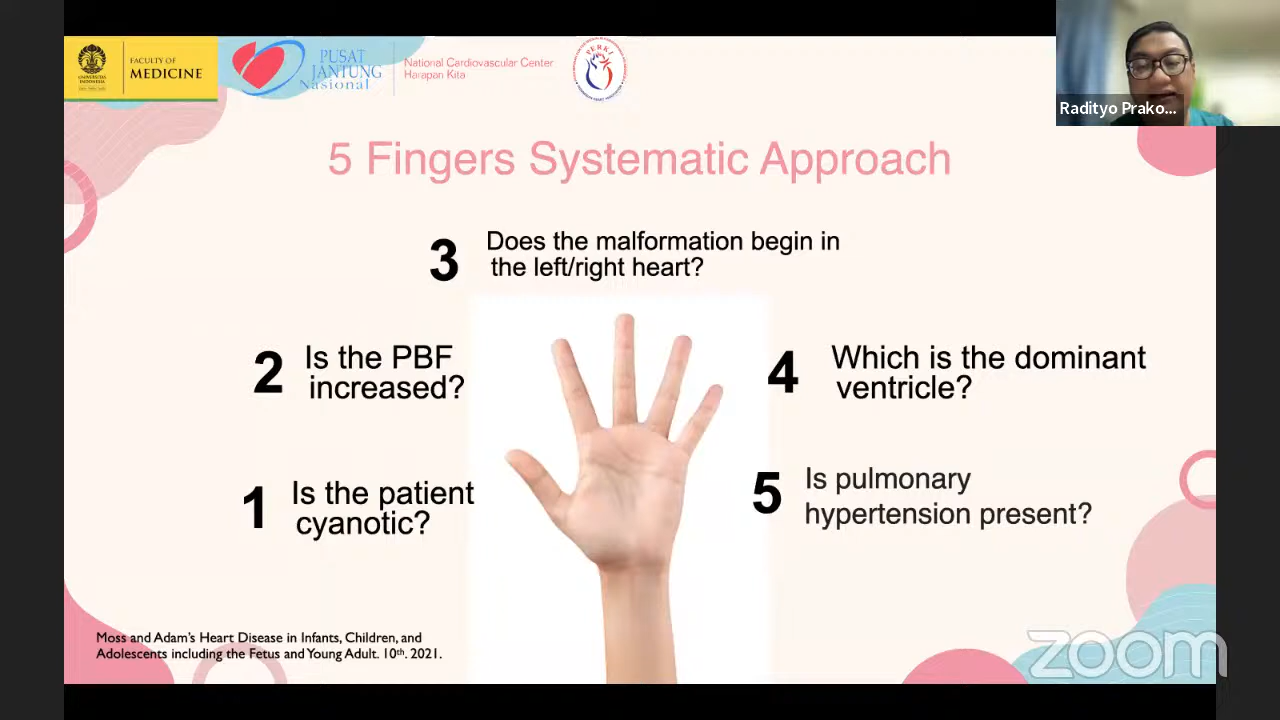 UNIVERSITAS
INDONESIA
FACULTY OF
MEDICINE
PUSAT
JANTUNG
Nasional
National Cardiovascular Center
Harapan Kita
PERKI
Radityo Prako...
5 Fingers Systematic Approach
3
Does the malformation begin in
the left/right heart?
2
Is the PBF
increased?
4
Which is the dominant
ventricle?
1
Is the patient
cyanotic?
5
Is pulmonary
hypertension present?
Moss and Adam's Heart Disease in Infants, Children, and
Adolescents including the Fetus and Young Adult. 10th. 2021.
zoom